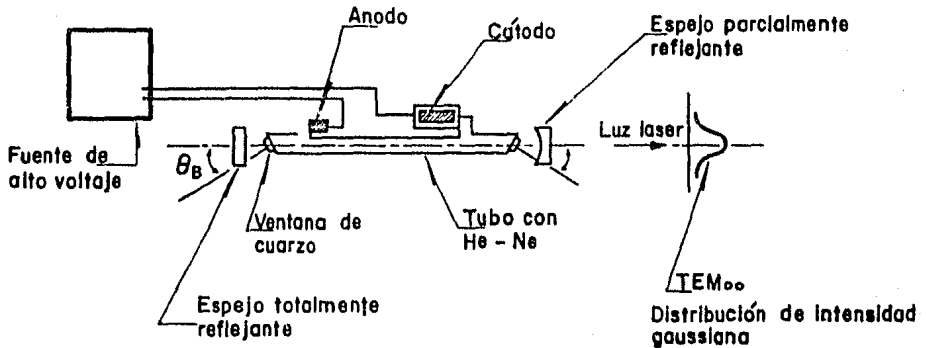 Anodo
Cátodo
Espejo parcialmente
reflejante
Fuente de
alto voltaje
θB
Luz laser
Ventana de
cuarzo
Tubo con
He - Ne
Espejo totalmente
reflejante
TEM₀₀
Distribución de intensidad
gaussiana